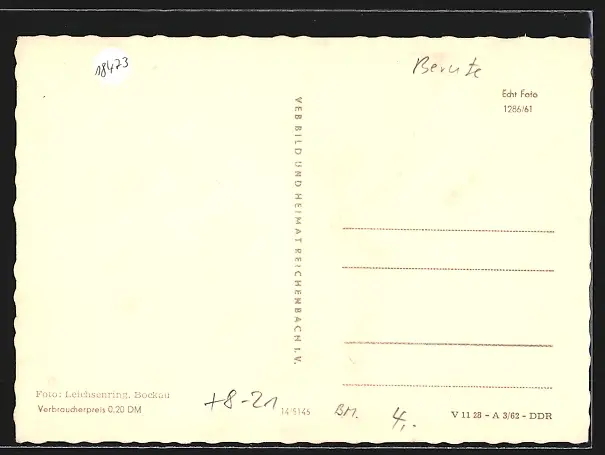 18473
Berufe
Echt Foto
1286/61
VEB BILD UND HEIMAT REICHENBACH I. V.
Foto: Leichsenring, Bockau
Verbraucherpreis 0,20 DM
+8-21
14/5145
BM.
4,.
V 11 28 - A 3/62 - DDR